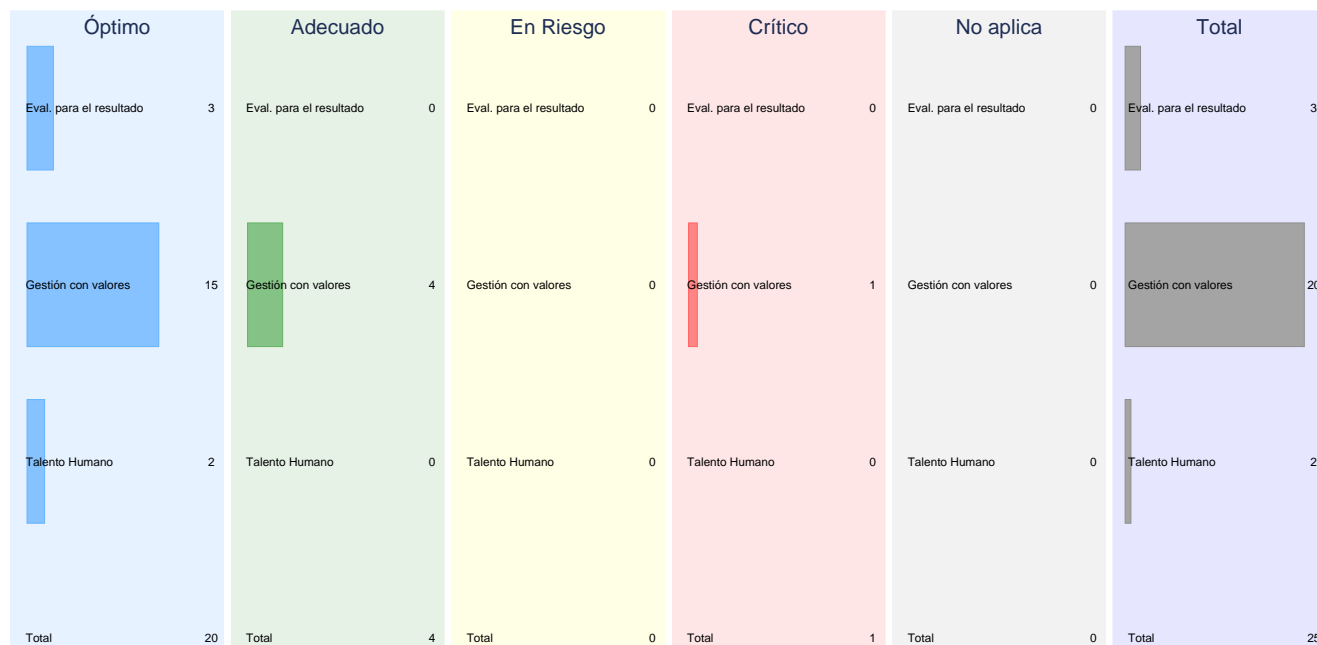 Óptimo Adecuado En Riesgo Crítico No aplica Total
Eval. para el resultado 3 Eval. para el resultado 0 Eval. para el resultado 0 Eval. para el resultado 0 Eval. para el resultado 0 Eval. para el resultado 3
Gestión con valores 15 Gestión con valores 4 Gestión con valores 0 Gestión con valores 1 Gestión con valores 0 Gestión con valores 20
Talento Humano 2 Talento Humano 0 Talento Humano 0 Talento Humano 0 Talento Humano 0 Talento Humano 2
Total 20 Total 4 Total 0 Total 1 Total 0 Total 25